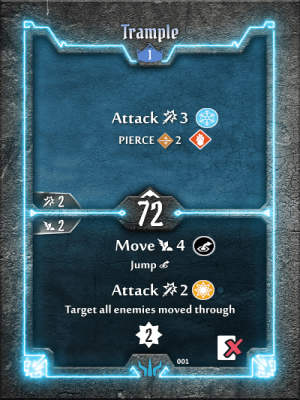 Trample
1
Attack 3
PIERCE 2
2
72
2
Move 4
Jump
Attack 2
Target all enemies moved through
2
001